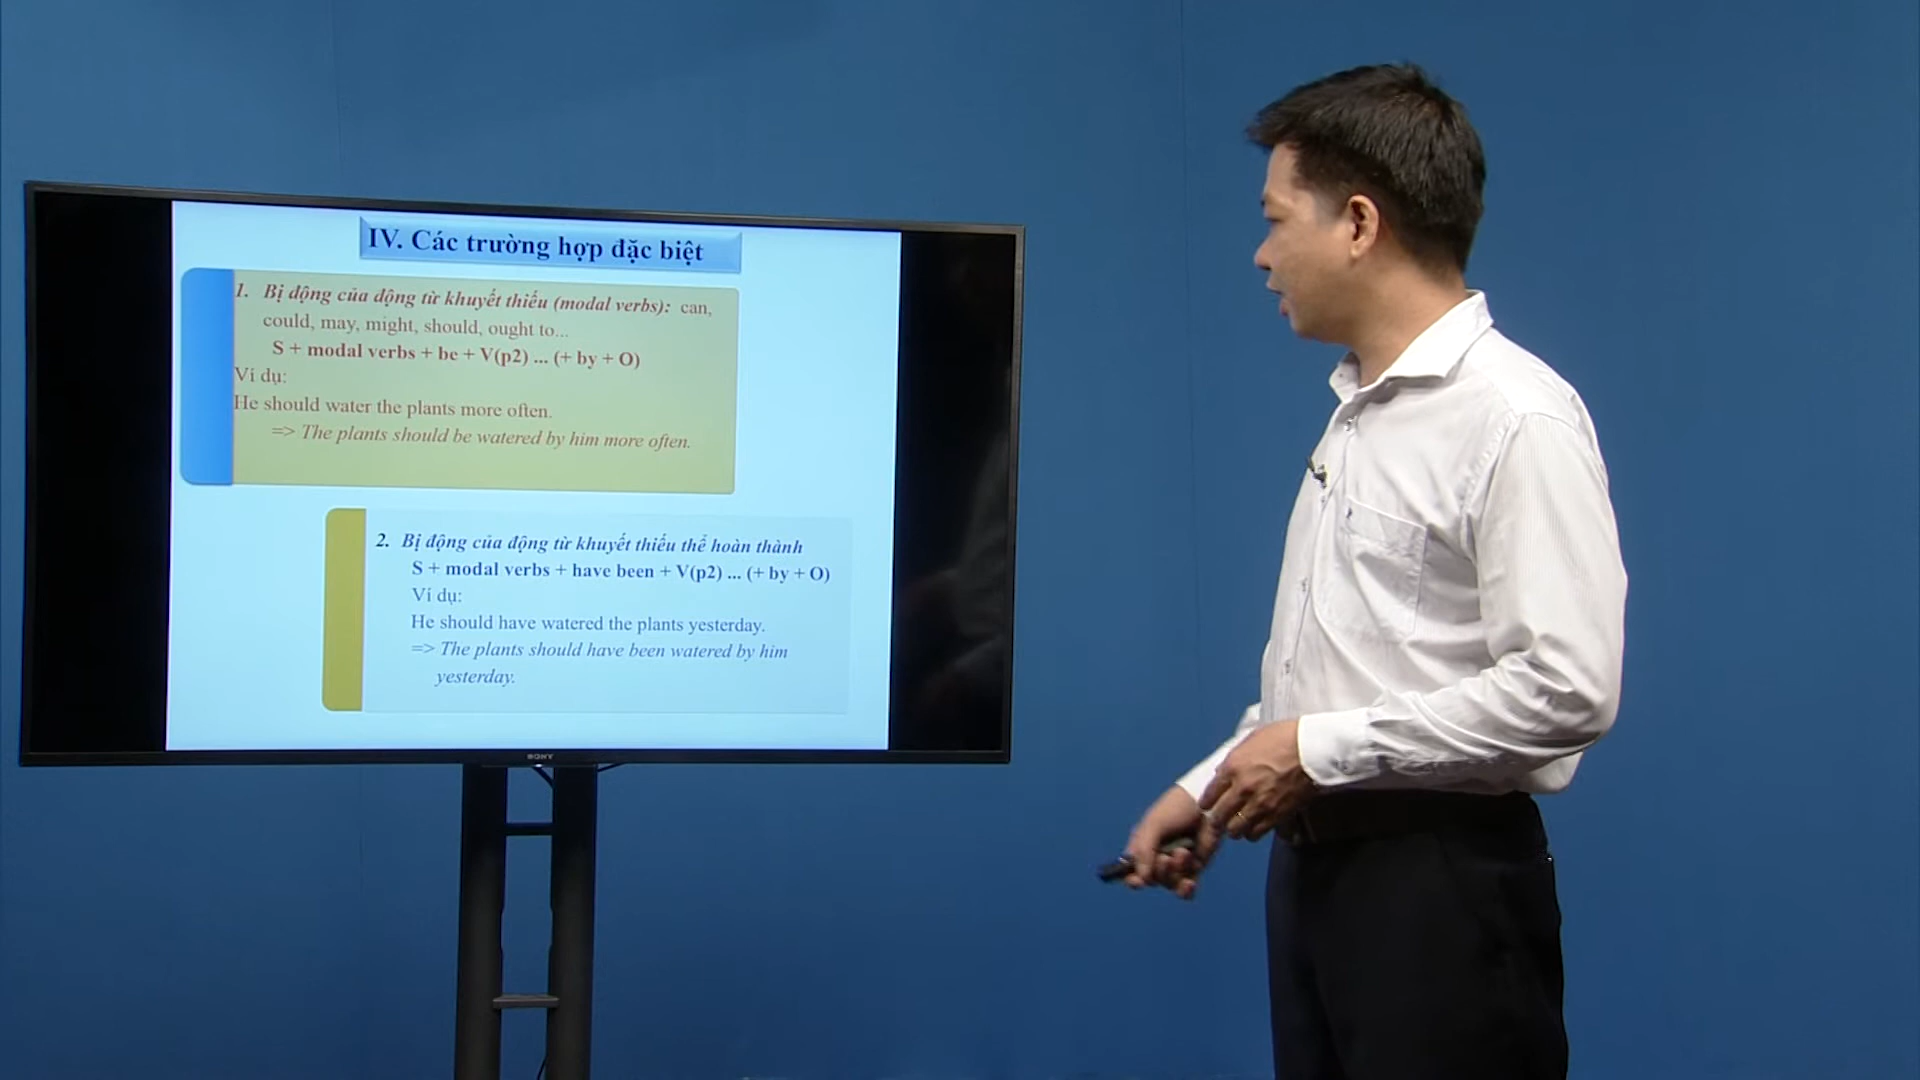 IV. Các trường hợp đặc biệt
1. Bị động của động từ khuyết thiếu (modal verbs): can,
could, may, might, should, ought to...
S + modal verbs + be + V(p2) ... (+ by + O)
Ví dụ:
He should water the plants more often.
=> The plants should be watered by him more often.
2. Bị động của động từ khuyết thiếu thể hoàn thành
S + modal verbs + have been + V(p2) ... (+ by + O)
Ví dụ:
He should have watered the plants yesterday.
=> The plants should have been watered by him
yesterday.
SONY